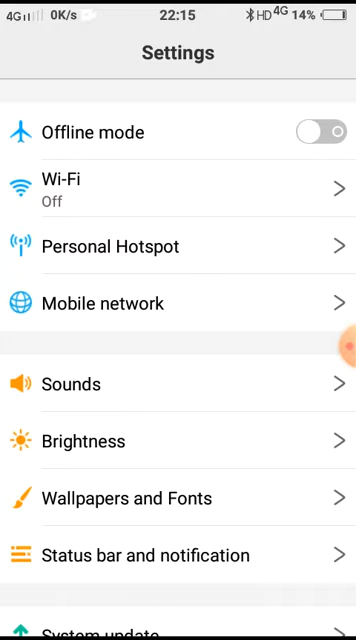 4G 0K/s 22:15 HD 4G 14%
Settings
Offline mode
Wi-Fi
Off
Personal Hotspot
Mobile network
Sounds
Brightness
Wallpapers and Fonts
Status bar and notification
System update